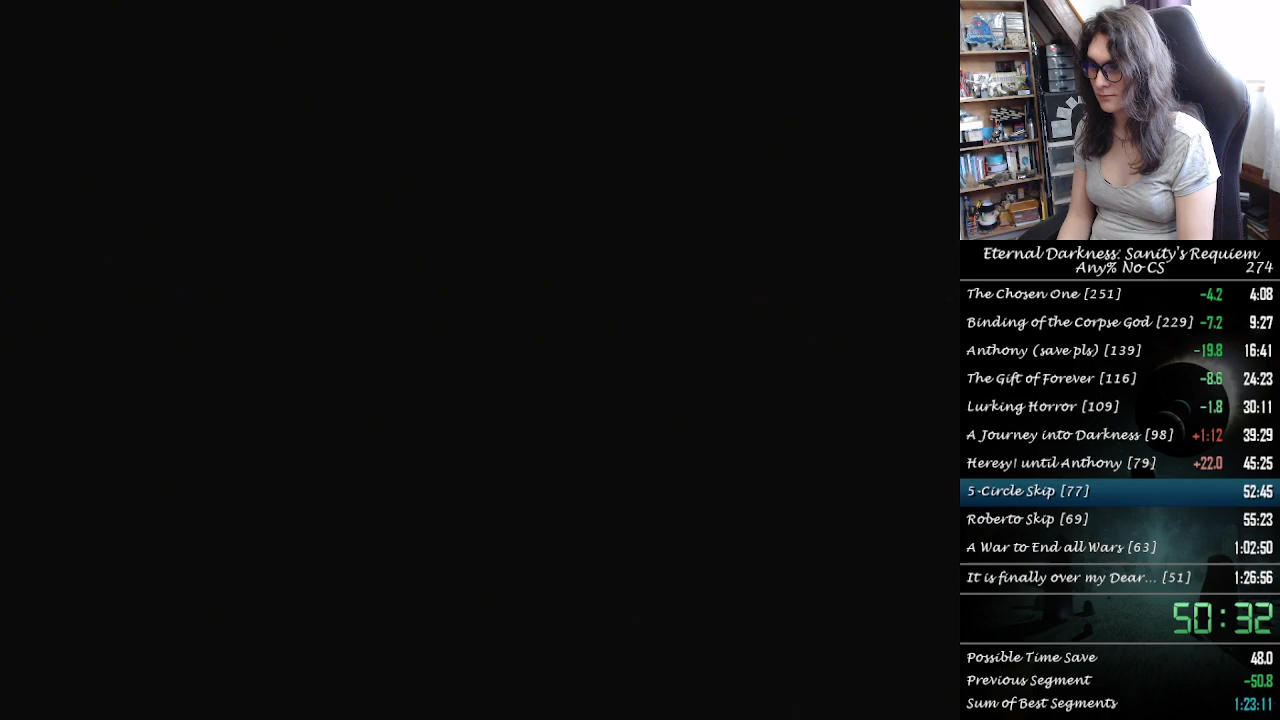 Eternal Darkness: Sanity's Requiem
Any% No CS 274
The Chosen One [251] -4.2 4:08
Binding of the Corpse God [229] -7.2 9:27
Anthony (save pls) [139] -19.8 16:41
The Gift of Forever [116] -8.6 24:23
Lurking Horror [109] -1.8 30:11
A Journey into Darkness [98] +1:12 39:29
Heresy! until Anthony [79] +22.0 45:25
5-Circle Skip [77] 52:45
Roberto Skip [69] 55:23
A War to End all Wars [63] 1:02:50
It is finally over my Dear... [51] 1:26:56
50:32
Possible Time Save 48.0
Previous Segment -50.8
Sum of Best Segments 1:23:11